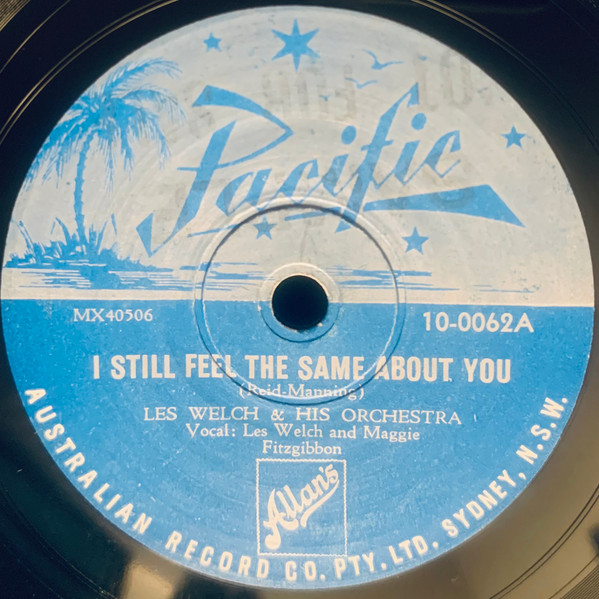 Pacific
MX40506
10-0062A
I STILL FEEL THE SAME ABOUT YOU
(Reid-Manning)
LES WELCH & HIS ORCHESTRA
Vocal: Les Welch and Maggie
Fitzgibbon
Allan's
AUSTRALIAN RECORD CO. PTY. LTD. SYDNEY, N.S.W.